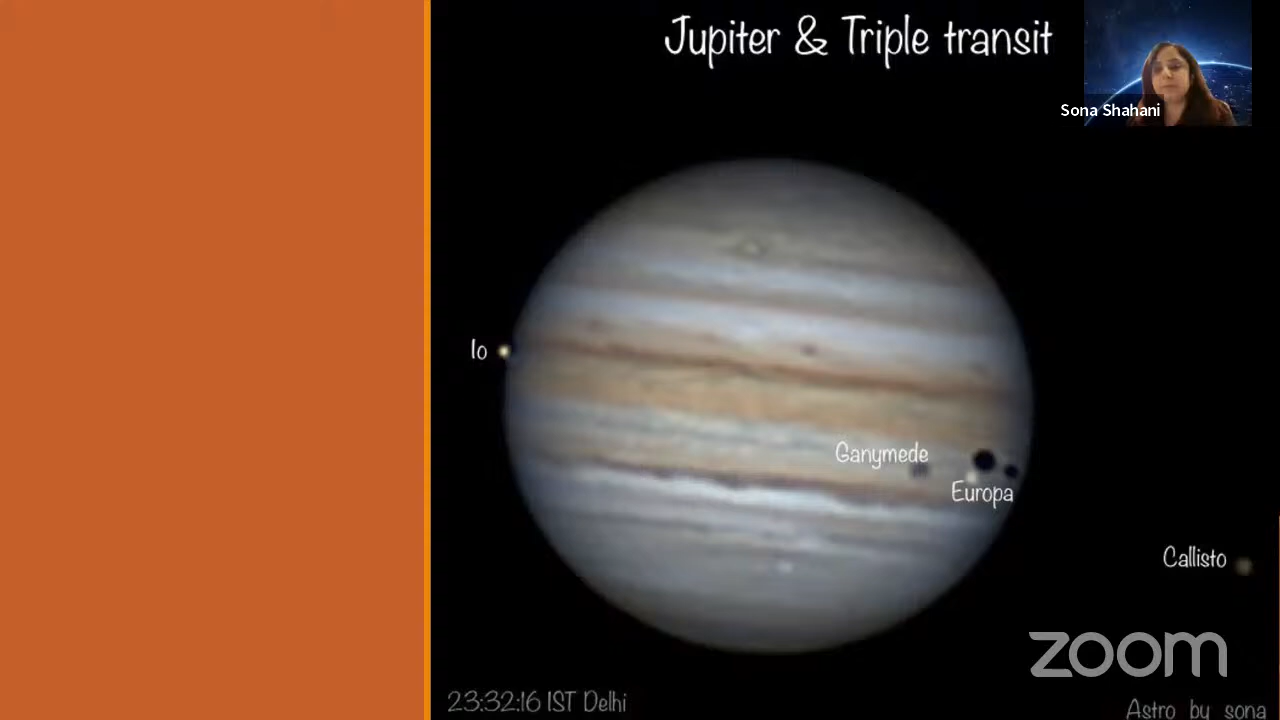 Jupiter & Triple transit
Sona Shahani
Io
Ganymede
Europa
Callisto
zoom
23:32:16 IST Delhi
Astro by sona